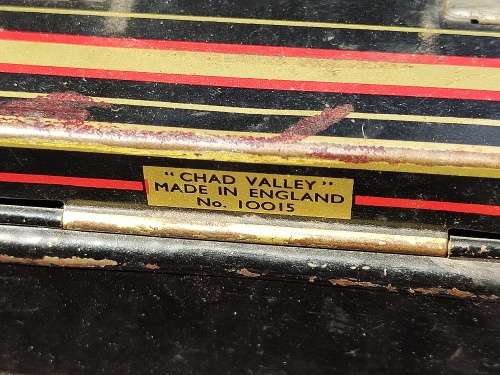 "CHAD VALLEY"
MADE IN ENGLAND
No. 10015